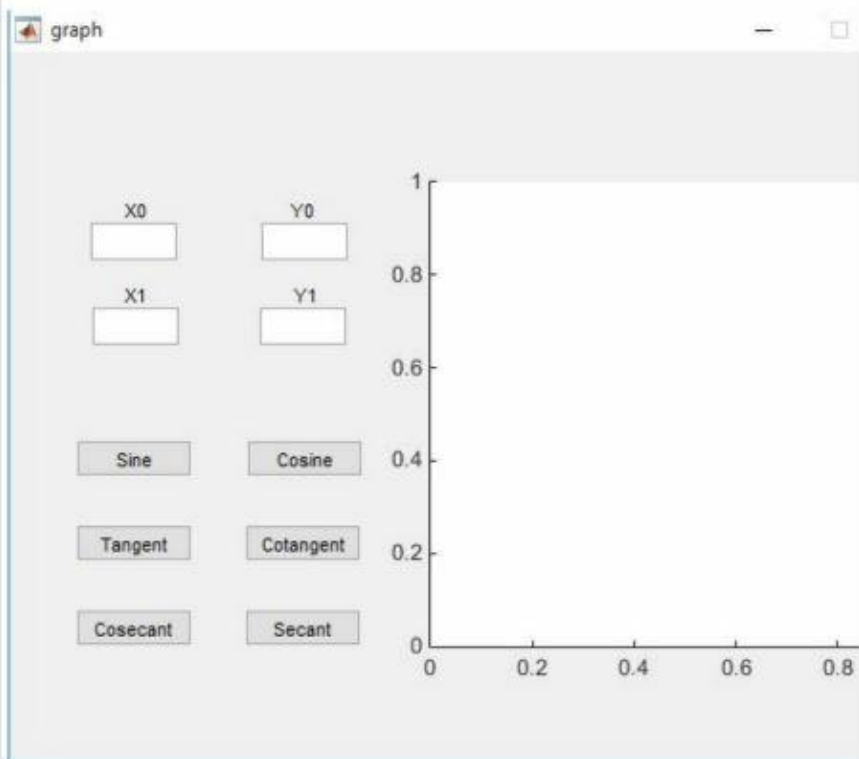 graph
X0 Y0
X1 Y1
Sine Cosine
Tangent Cotangent
Cosecant Secant
1
0.8
0.6
0.4
0.2
0
0 0.2 0.4 0.6 0.8